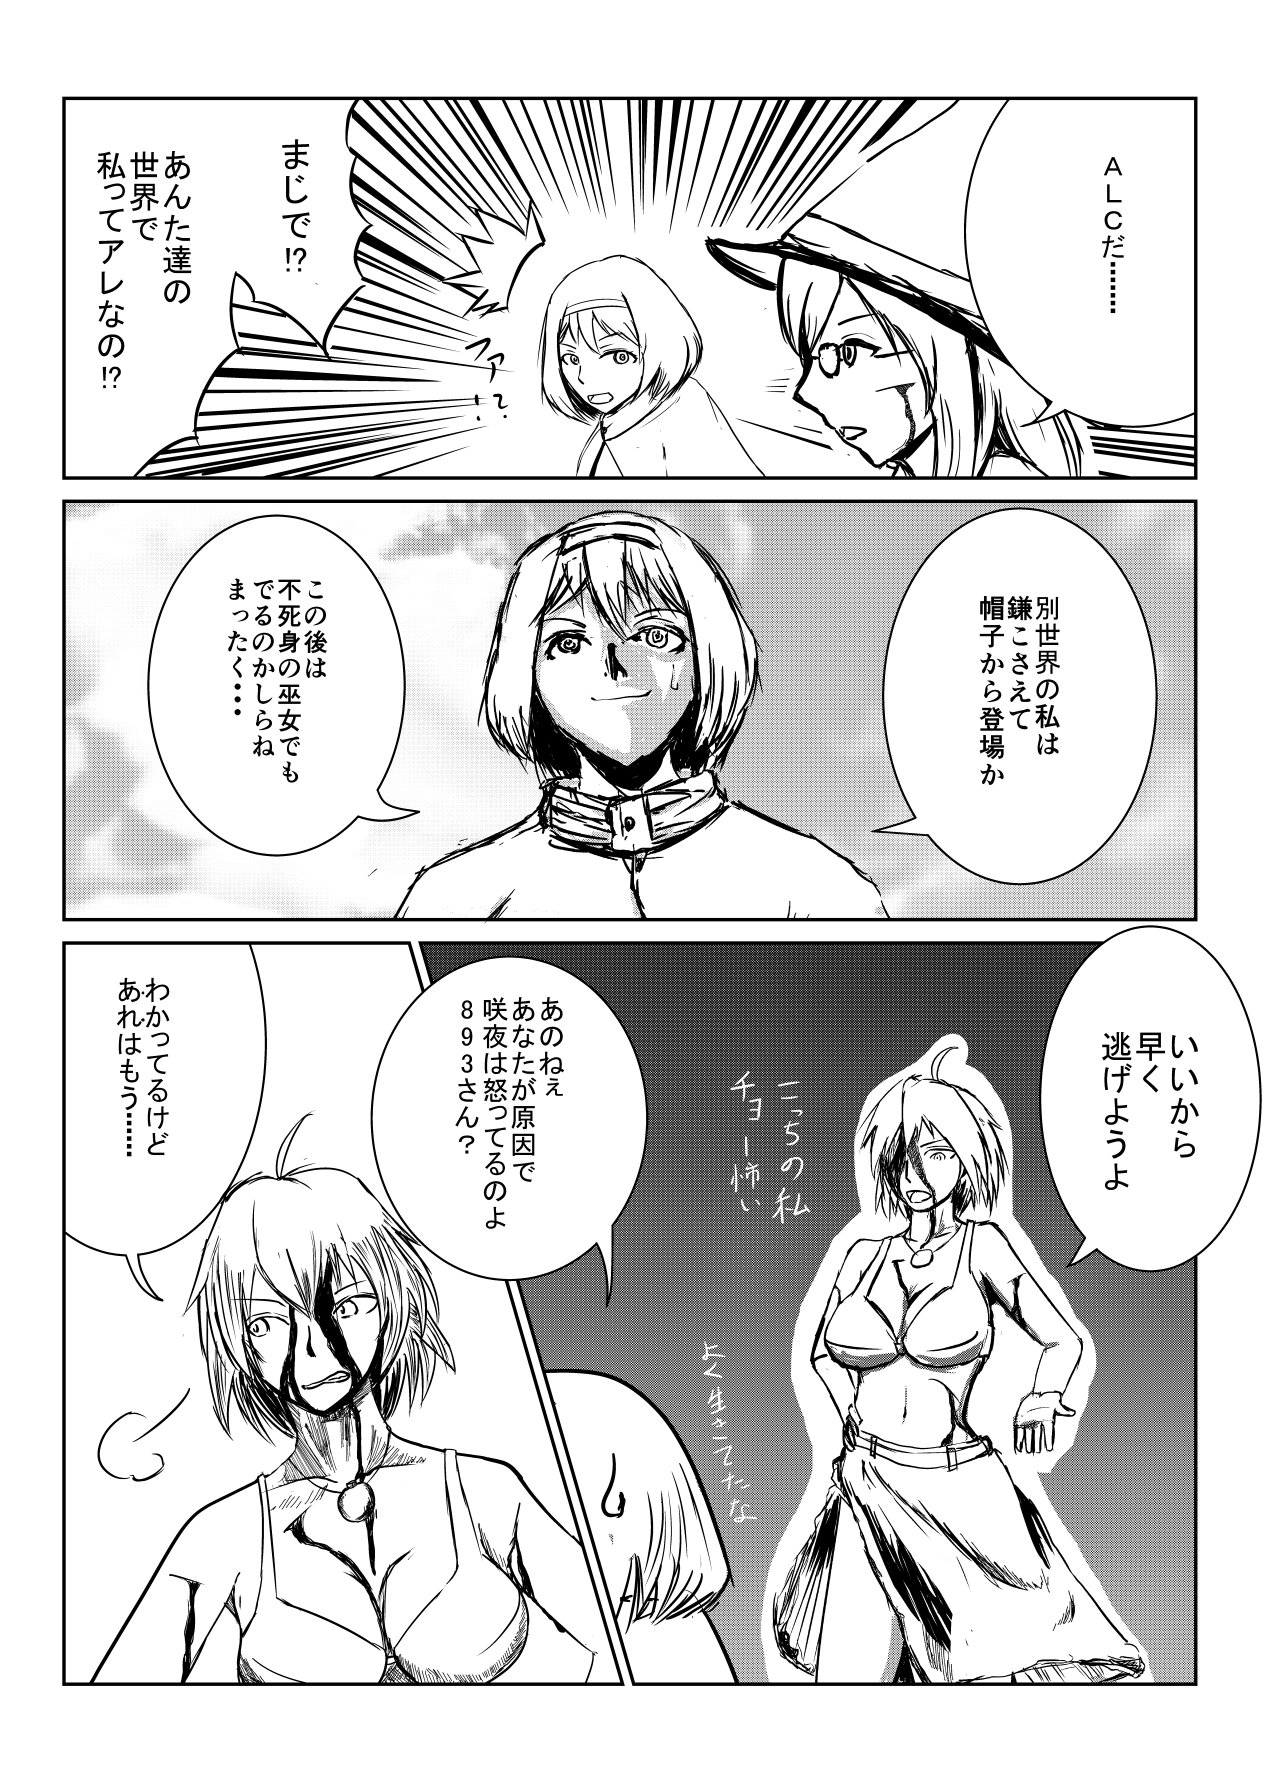 ALCだ……
ファ!?
まじで!?
あんた達の
世界で
私ってアレなの!?
別世界の私は
鎌こさえて
帽子から登場か
この後は
不死身の巫女でも
でるのかしらね
まったく・・・
いいから
早く
逃げようよ
こっちの私
チョー怖い
よく生きてたな
あのねぇ
あなたが原因で
咲夜は怒ってるのよ
893さん?
わかってるけど
あれはもう……